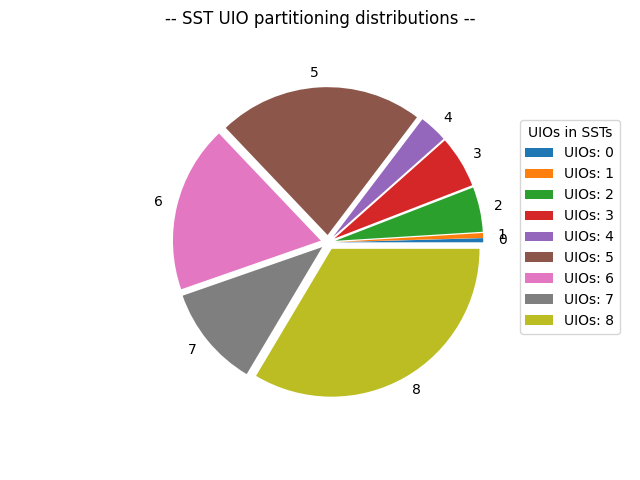 -- SST UIO partitioning distributions --
5
4
3
6
2
1
0
7
8
UIOs in SSTs
UIOs: 0
UIOs: 1
UIOs: 2
UIOs: 3
UIOs: 4
UIOs: 5
UIOs: 6
UIOs: 7
UIOs: 8